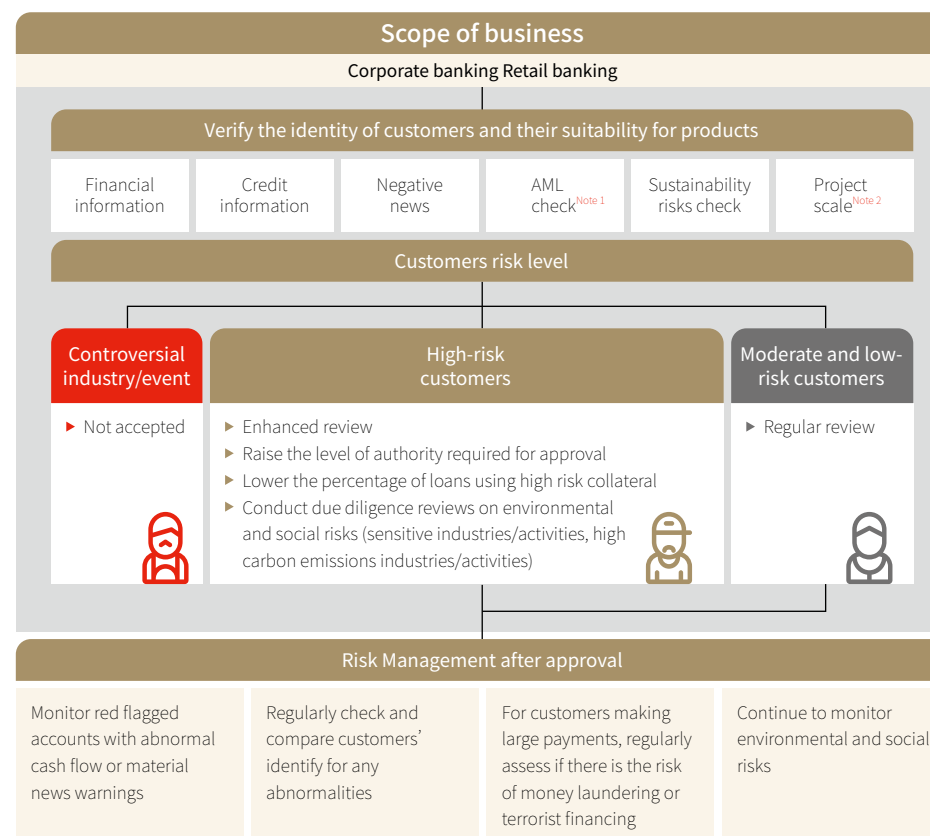 Scope of business
Corporate banking Retail banking
Verify the identity of customers and their suitability for products
Financial
information
Credit
information
Negative
news
AML
check Note 1
Sustainability
risks check
Project
scale Note 2
Customers risk level
Controversial
industry/event
▶ Not accepted
High-risk
customers
▶ Enhanced review
▶ Raise the level of authority required for approval
▶ Lower the percentage of loans using high risk collateral
▶ Conduct due diligence reviews on environmental
and social risks (sensitive industries/activities, high
carbon emissions industries/activities)
Moderate and low-
risk customers
▶ Regular review
Risk Management after approval
Monitor red flagged
accounts with abnormal
cash flow or material
news warnings
Regularly check and
compare customers’
identify for any
abnormalities
For customers making
large payments, regularly
assess if there is the risk
of money laundering or
terrorist financing
Continue to monitor
environmental and social
risks